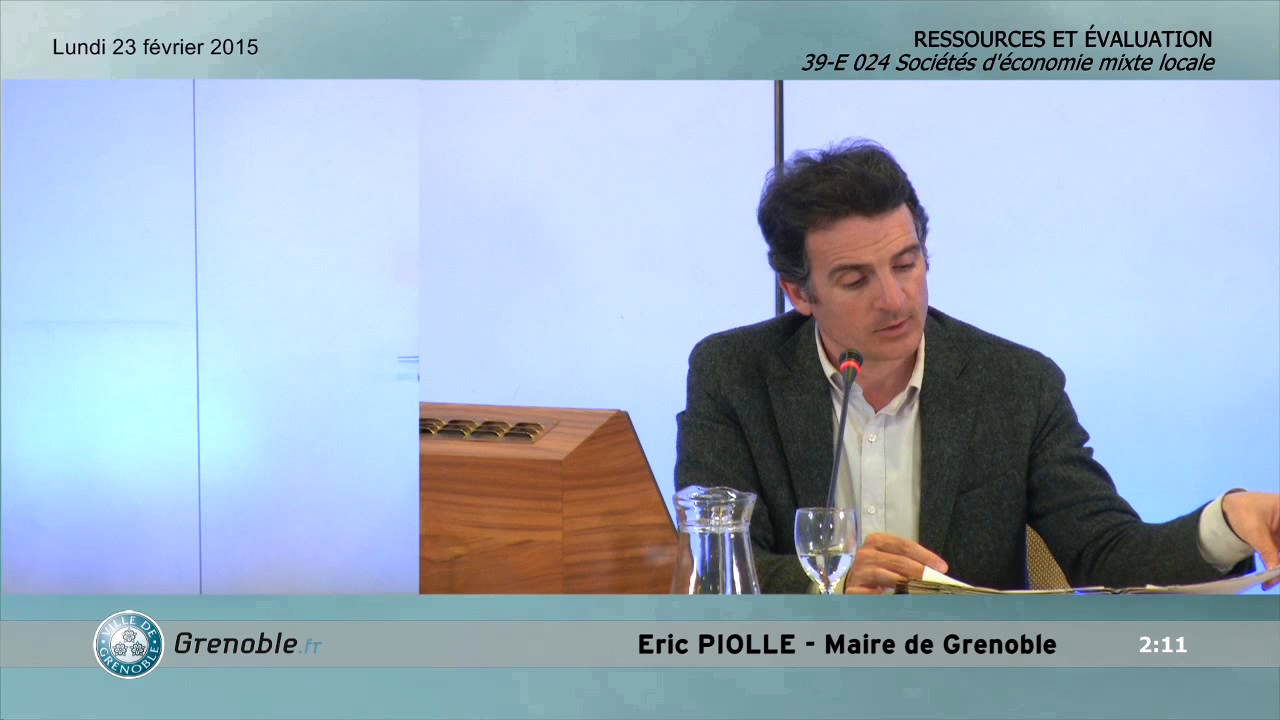 Lundi 23 février 2015
RESSOURCES ET ÉVALUATION
39-E 024 Sociétés d'économie mixte locale
VILLE DE GRENOBLE
Grenoble.fr
Eric PIOLLE - Maire de Grenoble
2:11